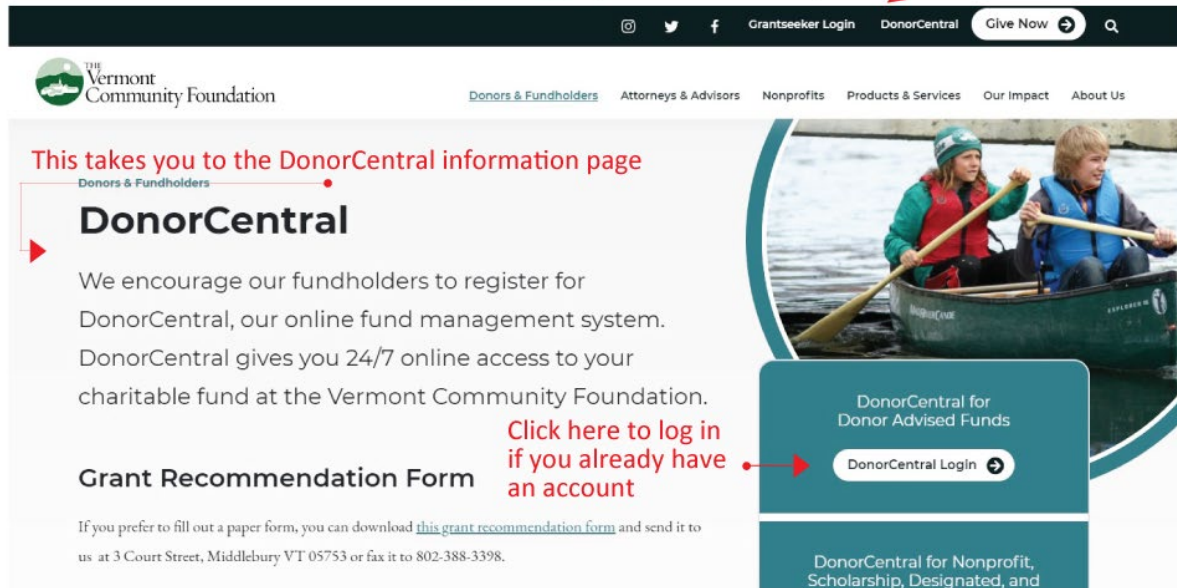 Grantseeker Login DonorCentral Give Now
THE
Vermont
Community Foundation
Donors & Fundholders Attorneys & Advisors Nonprofits Products & Services Our Impact About Us
This takes you to the DonorCentral information page
Donors & Fundholders
DonorCentral
We encourage our fundholders to register for
DonorCentral, our online fund management system.
DonorCentral gives you 24/7 online access to your
charitable fund at the Vermont Community Foundation.
Click here to log in
if you already have
an account
Grant Recommendation Form
If you prefer to fill out a paper form, you can download this grant recommendation form and send it to
us at 3 Court Street, Middlebury VT 05753 or fax it to 802-388-3398.
DonorCentral for
Donor Advised Funds
DonorCentral Login
DonorCentral for Nonprofit,
Scholarship, Designated, and